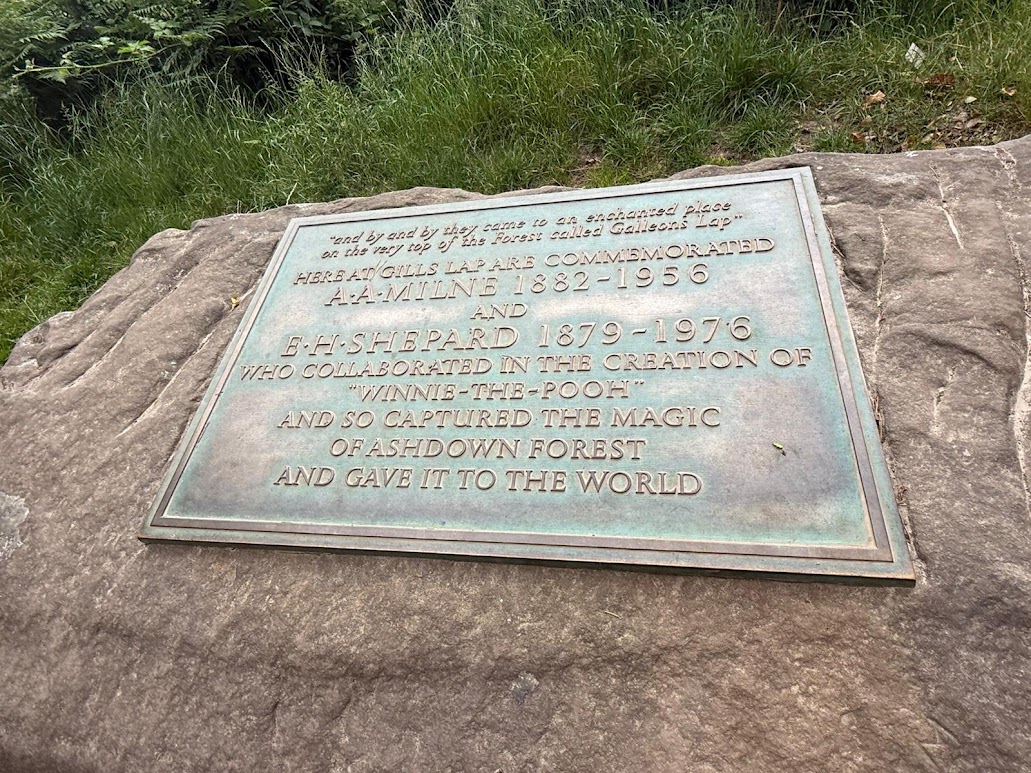 "and by and by they came to an enchanted place
on the very top of the Forest called Galleons Lap"
HERE AT GILLS LAP ARE COMMEMORATED
A·A·MILNE 1882-1956
AND
E·H·SHEPARD 1879-1976
WHO COLLABORATED IN THE CREATION OF
"WINNIE-THE-POOH"
AND SO CAPTURED THE MAGIC
OF ASHDOWN FOREST
AND GAVE IT TO THE WORLD